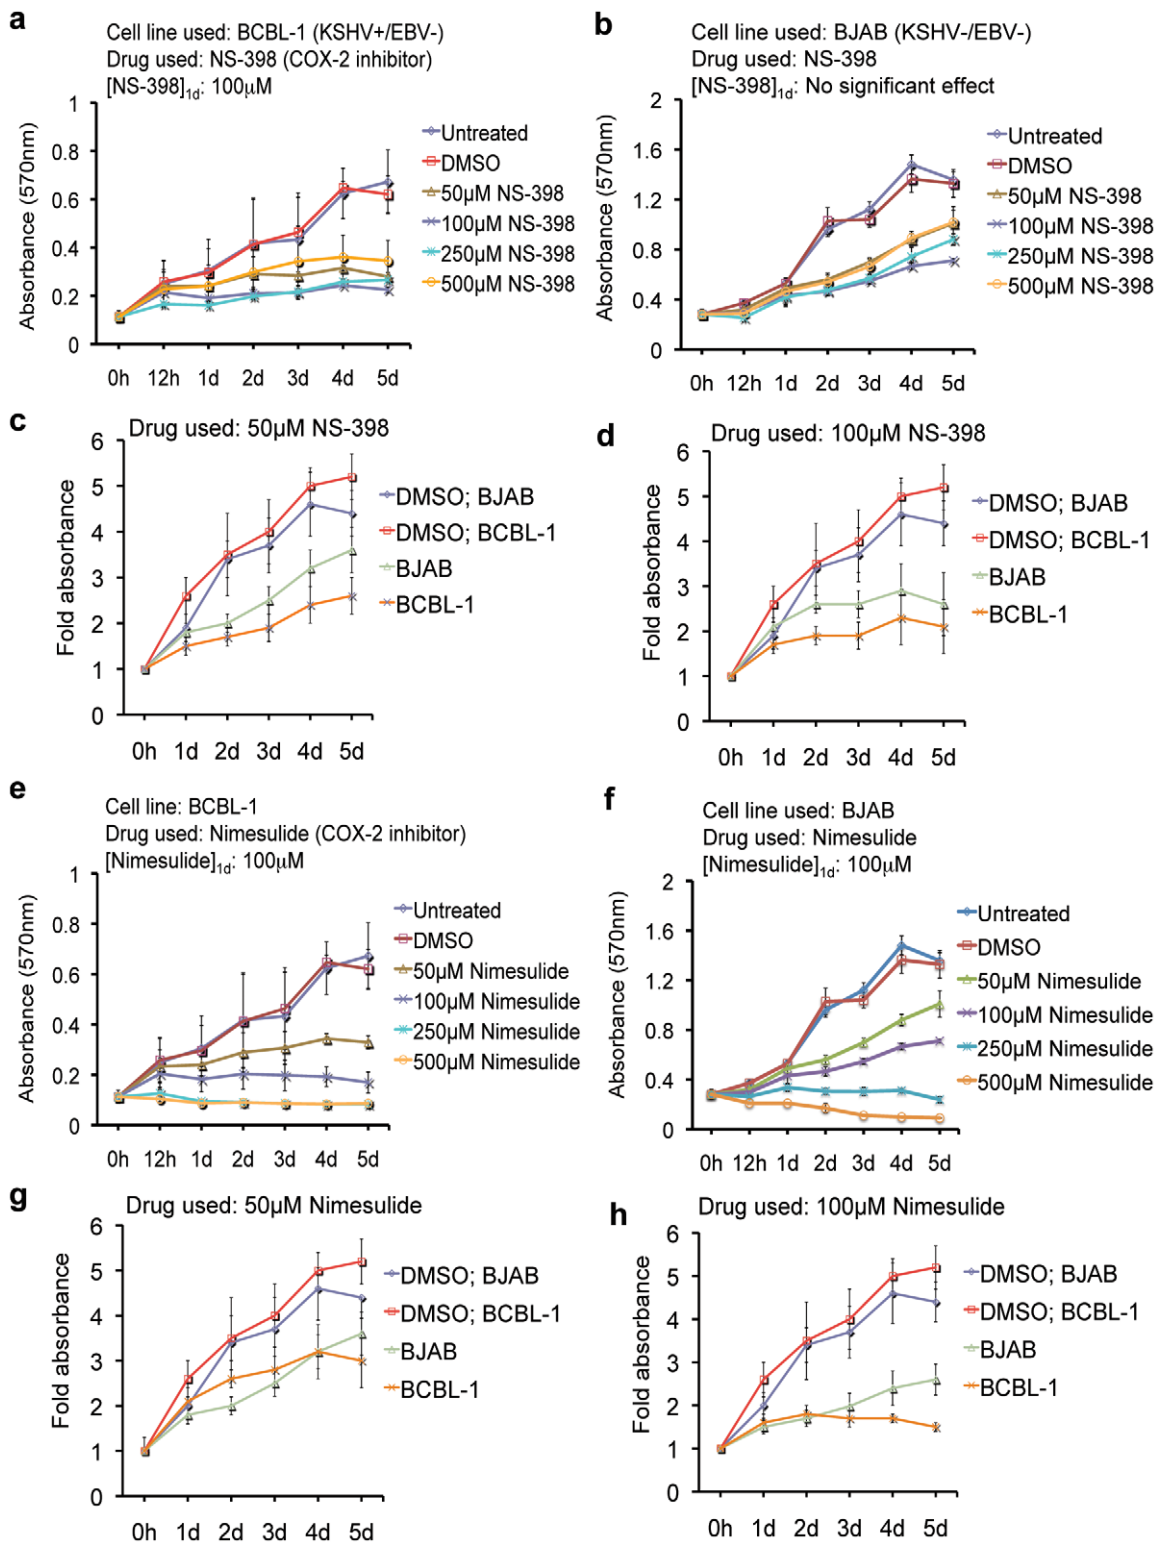 a
Cell line used: BCBL-1 (KSHV+/EBV-)
Drug used: NS-398 (COX-2 inhibitor)
[NS-398]1d: 100µM
Absorbance (570nm)
1
0.8
0.6
0.4
0.2
0
0h 12h 1d 2d 3d 4d 5d
Untreated
DMSO
50µM NS-398
100µM NS-398
250µM NS-398
500µM NS-398
b
Cell line used: BJAB (KSHV-/EBV-)
Drug used: NS-398
[NS-398]1d: No significant effect
Absorbance (570nm)
2
1.6
1.2
0.8
0.4
0
0h 12h 1d 2d 3d 4d 5d
Untreated
DMSO
50µM NS-398
100µM NS-398
250µM NS-398
500µM NS-398
c
Drug used: 50µM NS-398
Fold absorbance
6
5
4
3
2
1
0
0h 1d 2d 3d 4d 5d
DMSO; BJAB
DMSO; BCBL-1
BJAB
BCBL-1
d
Drug used: 100µM NS-398
Fold absorbance
6
5
4
3
2
1
0
0h 1d 2d 3d 4d 5d
DMSO; BJAB
DMSO; BCBL-1
BJAB
BCBL-1
e
Cell line: BCBL-1
Drug used: Nimesulide (COX-2 inhibitor)
[Nimesulide]1d: 100µM
Absorbance (570nm)
1
0.8
0.6
0.4
0.2
0
0h 12h 1d 2d 3d 4d 5d
Untreated
DMSO
50µM Nimesulide
100µM Nimesulide
250µM Nimesulide
500µM Nimesulide
f
Cell line used: BJAB
Drug used: Nimesulide
[Nimesulide]1d: 100µM
Absorbance (570nm)
2
1.6
1.2
0.8
0.4
0
0h 12h 1d 2d 3d 4d 5d
Untreated
DMSO
50µM Nimesulide
100µM Nimesulide
250µM Nimesulide
500µM Nimesulide
g
Drug used: 50µM Nimesulide
Fold absorbance
6
5
4
3
2
1
0
0h 1d 2d 3d 4d 5d
DMSO; BJAB
DMSO; BCBL-1
BJAB
BCBL-1
h
Drug used: 100µM Nimesulide
Fold absorbance
6
5
4
3
2
1
0
0h 1d 2d 3d 4d 5d
DMSO; BJAB
DMSO; BCBL-1
BJAB
BCBL-1